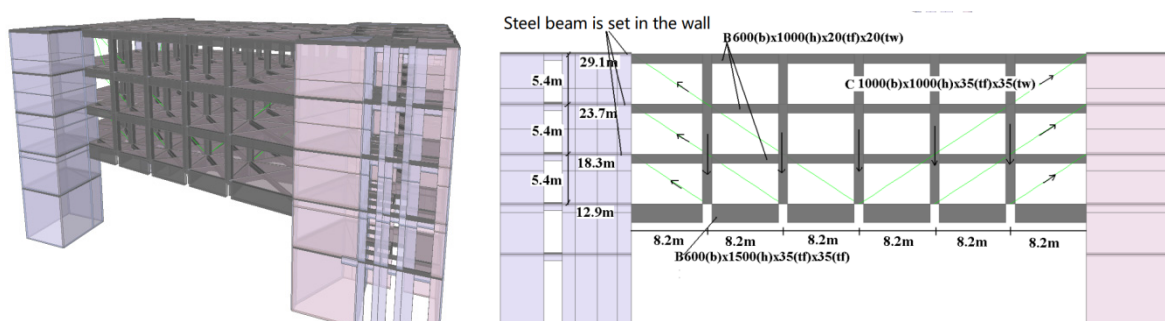 Steel beam is set in the wall
B600(b)x1000(h)x20(tf)x20(tw)
29.1m
5.4m
C 1000(b)x1000(h)x35(tf)x35(tw)
23.7m
5.4m
18.3m
5.4m
12.9m
8.2m 8.2m 8.2m 8.2m 8.2m 8.2m
B600(b)x1500(h)x35(tf)x35(tf)